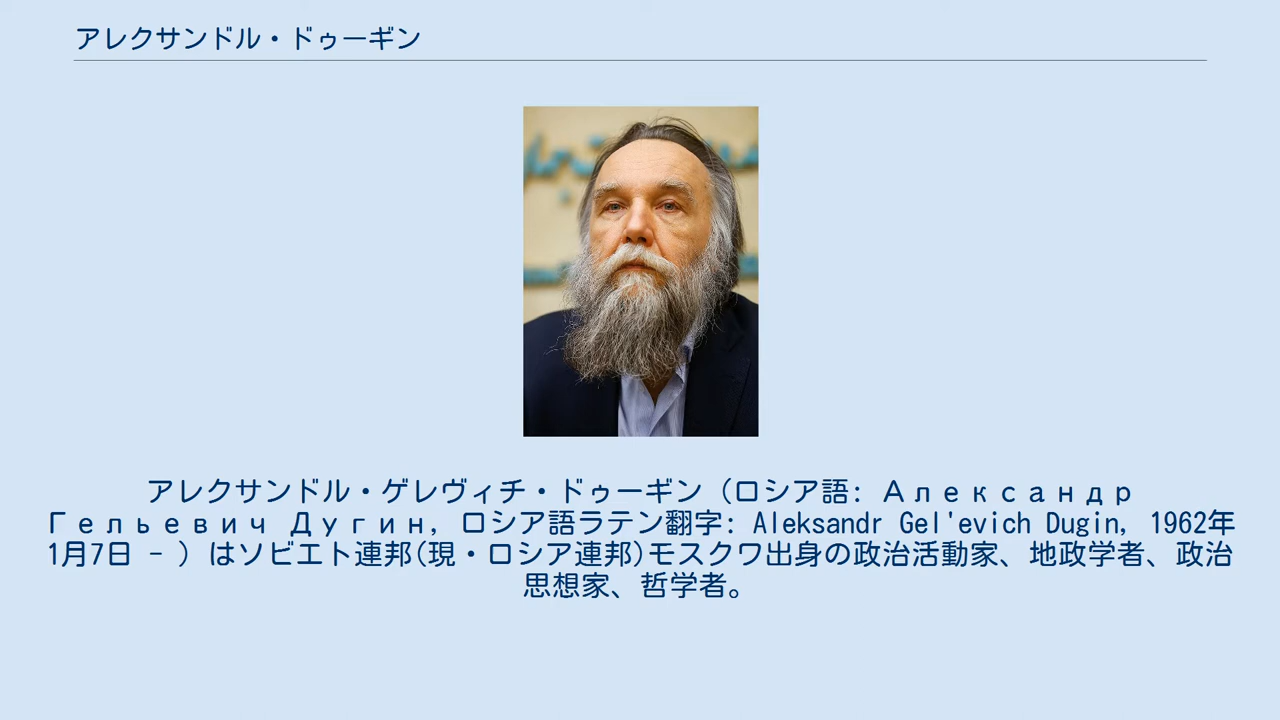 アレクサンドル・ドゥーギン
アレクサンドル・ゲレヴィチ・ドゥーギン（ロシア語: Александр
Гельевич Дугин, ロシア語ラテン翻字: Aleksandr Gel'evich Dugin, 1962年
1月7日 - ）はソビエト連邦(現・ロシア連邦)モスクワ出身の政治活動家、地政学者、政治
思想家、哲学者。